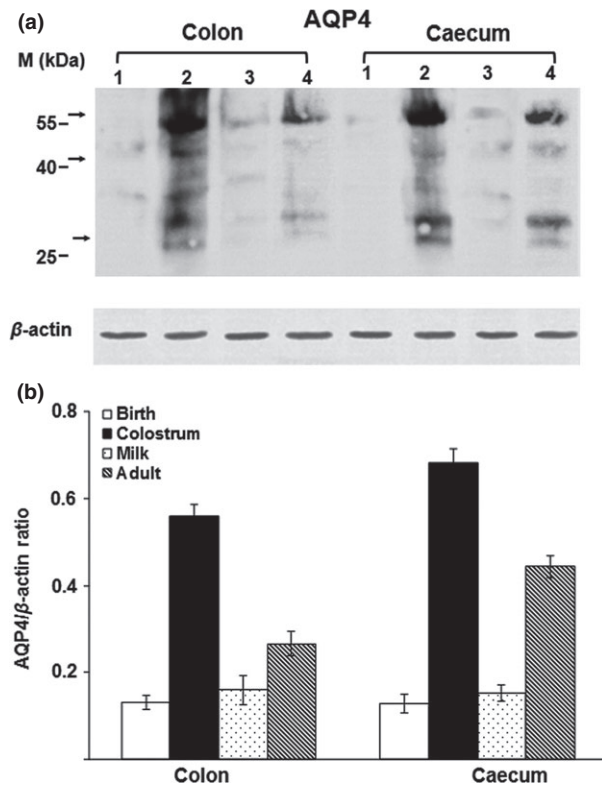 (a)
AQP4
Colon
Caecum
M (kDa)
1 2 3 4 1 2 3 4
55
40
25
β-actin
(b)
0.8
0.6
0.4
0.2
AQP4/β-actin ratio
Birth
Colostrum
Milk
Adult
Colon
Caecum